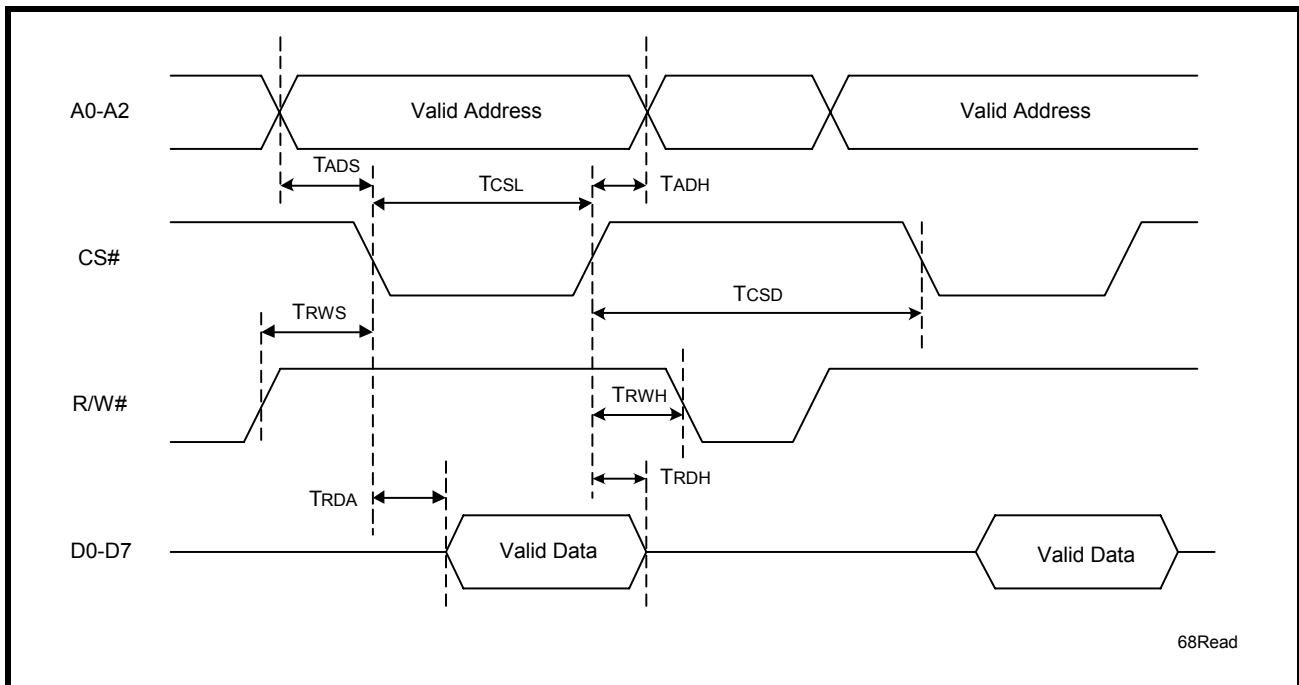 A0-A2
Valid Address
Valid Address
TADS
TCSL
TADH
CS#
TCSD
TRWS
R/W#
TRWH
TRDH
TRDA
D0-D7
Valid Data
Valid Data
68Read